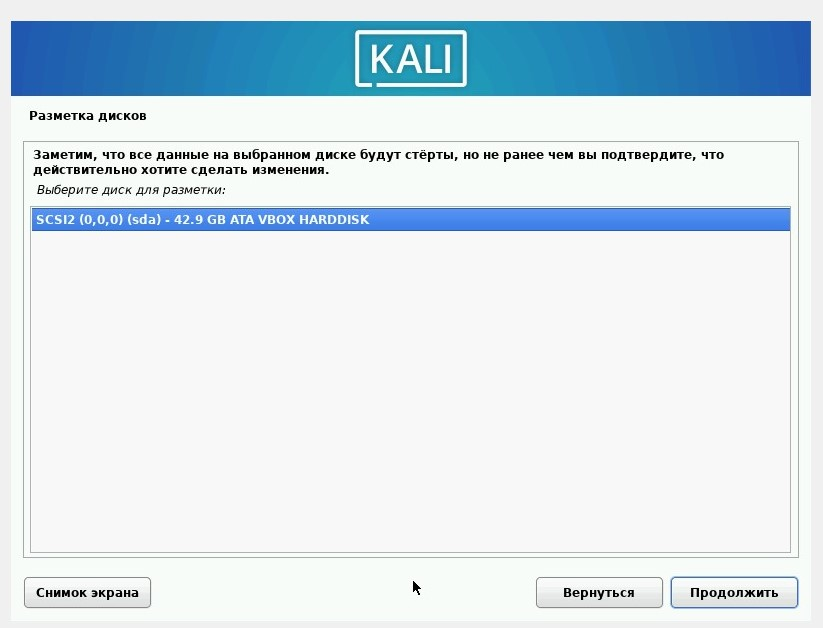 KALI
Разметка дисков
Заметим, что все данные на выбранном диске будут стёрты, но не ранее чем вы подтвердите, что
действительно хотите сделать изменения.
Выберите диск для разметки:
SCSI2 (0,0,0) (sda) - 42.9 GB ATA VBOX HARDDISK
Снимок экрана
Вернуться
Продолжить